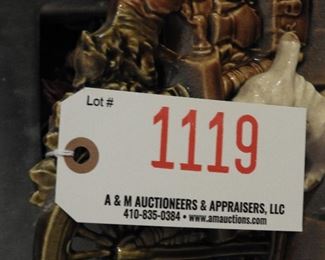 Lot #
1119
A & M AUCTIONEERS & APPRAISERS, LLC
410-835-0384 • www.amauctions.com